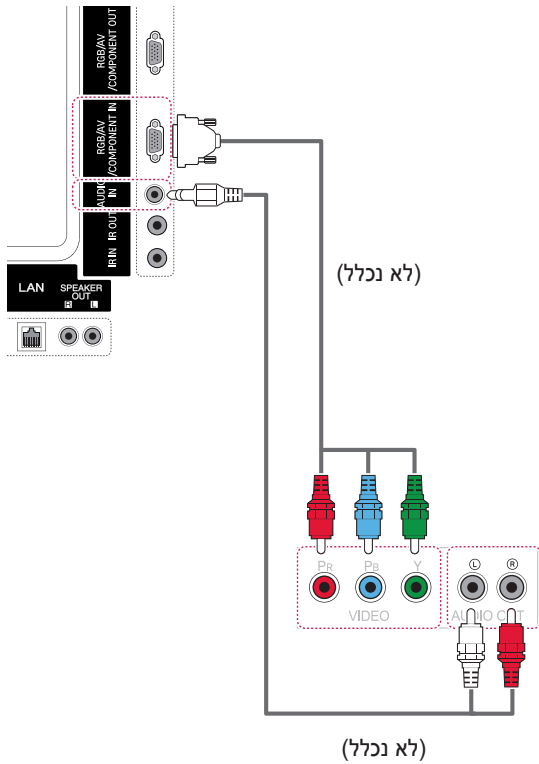 RGB/AV
/COMPONENT OUT
RGB/AV
/COMPONENT IN
AUDIO
IN
IR OUT
IR IN
LAN
SPEAKER
OUT
R L
(לא נכלל)
PR PB Y
VIDEO
L R
AUDIO OUT
(לא נכלל)